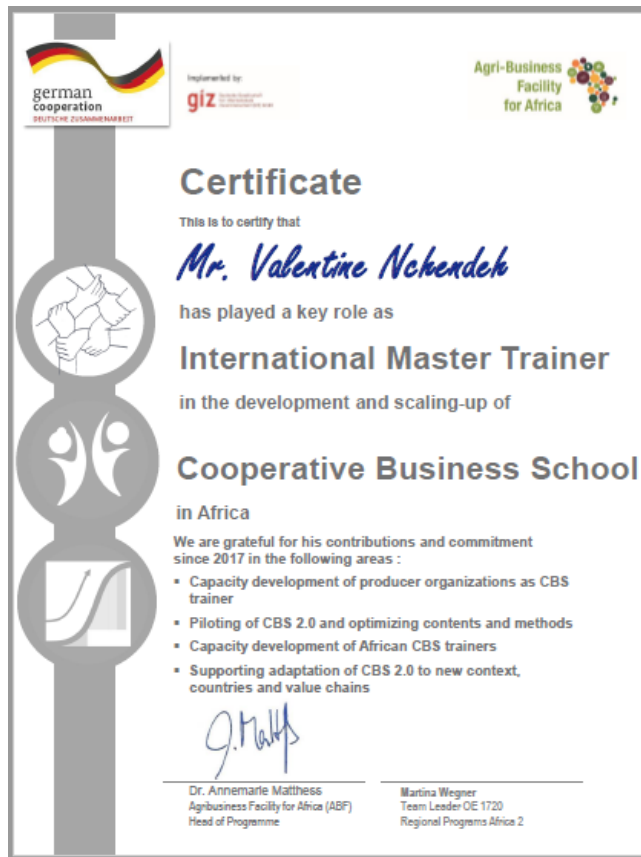 german
cooperation
DEUTSCHE ZUSAMMENARBEIT
Implemented by:
giz
Agri-Business
Facility
for Africa
Certificate
This is to certify that
Mr. Valentine Nchendeh
has played a key role as
International Master Trainer
in the development and scaling-up of
Cooperative Business School
in Africa
We are grateful for his contributions and commitment
since 2017 in the following areas :
▪ Capacity development of producer organizations as CBS
trainer
▪ Piloting of CBS 2.0 and optimizing contents and methods
▪ Capacity development of African CBS trainers
▪ Supporting adaptation of CBS 2.0 to new context,
countries and value chains
Dr. Annemarie Matthess
Agribusiness Facility for Africa (ABF)
Head of Programme
Martina Wegner
Team Leader OE 1720
Regional Programs Africa 2